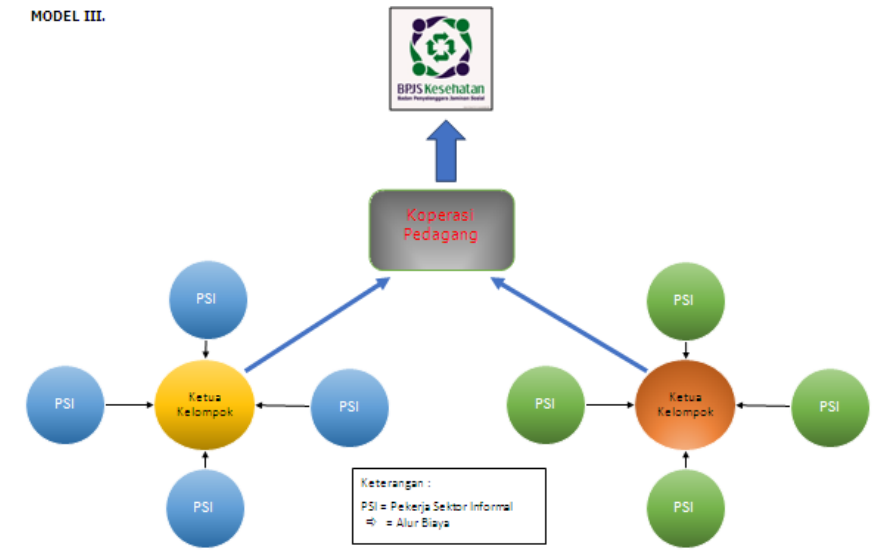 MODEL III.
BPJS Kesehatan
Badan Penyelenggara Jaminan Sosial
Koperasi
Pedagang
PSI
PSI
PSI
Ketua
Kelompok
PSI
PSI
PSI
Ketua
Kelompok
PSI
PSI
PSI
Keterangan :
PSI = Pekerja Sektor Informal
⇨ = Alur Biaya